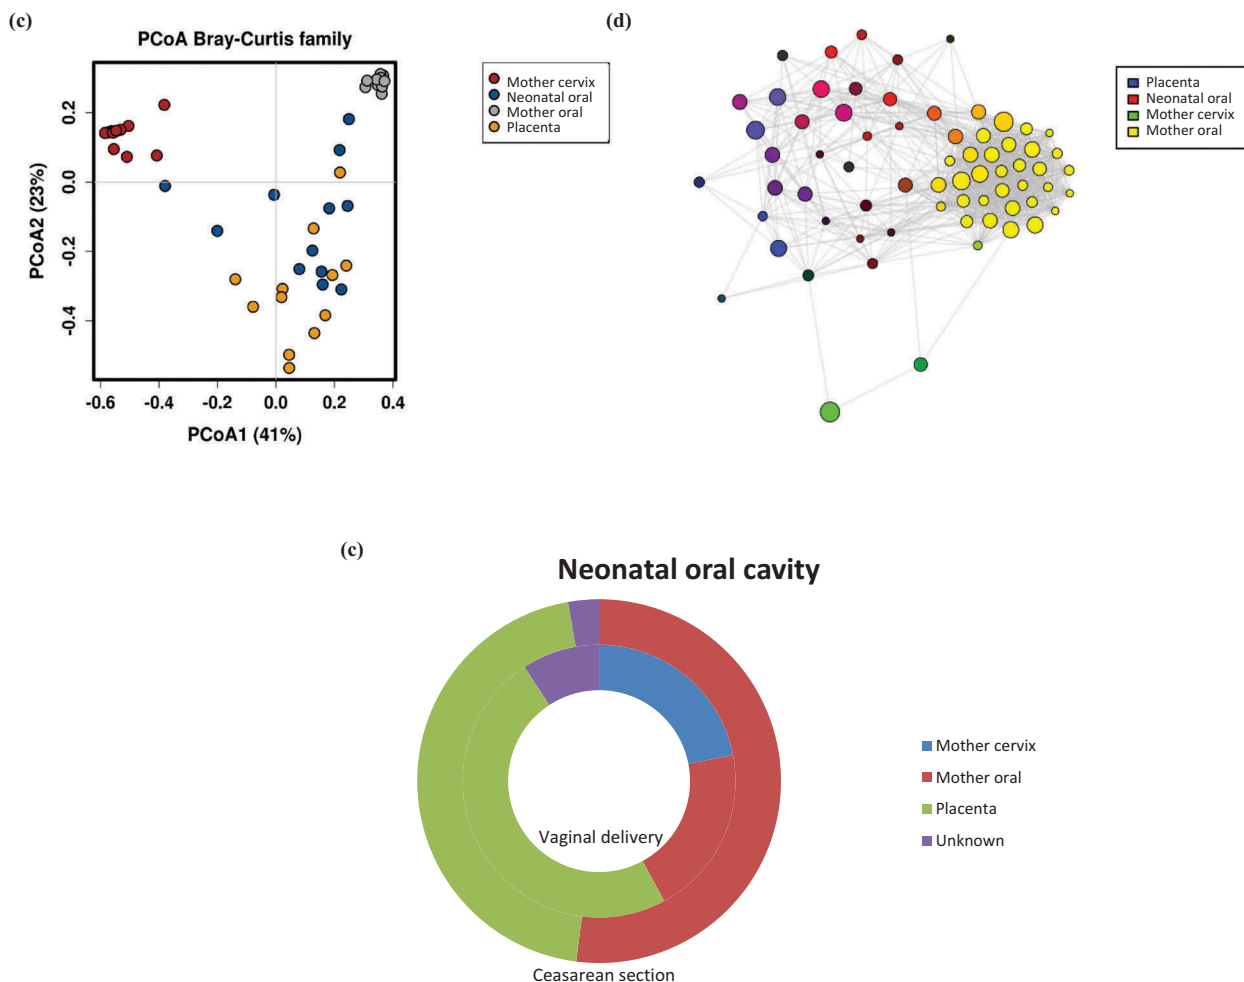 (c)
PCoA Bray-Curtis family
PCoA2 (23%)
0.2
0.0
-0.2
-0.4
-0.6
-0.4
-0.2
0.0
0.2
0.4
PCoA1 (41%)
Mother cervix
Neonatal oral
Mother oral
Placenta
(d)
Placenta
Neonatal oral
Mother cervix
Mother oral
(c)
Neonatal oral cavity
Vaginal delivery
Ceasarean section
Mother cervix
Mother oral
Placenta
Unknown